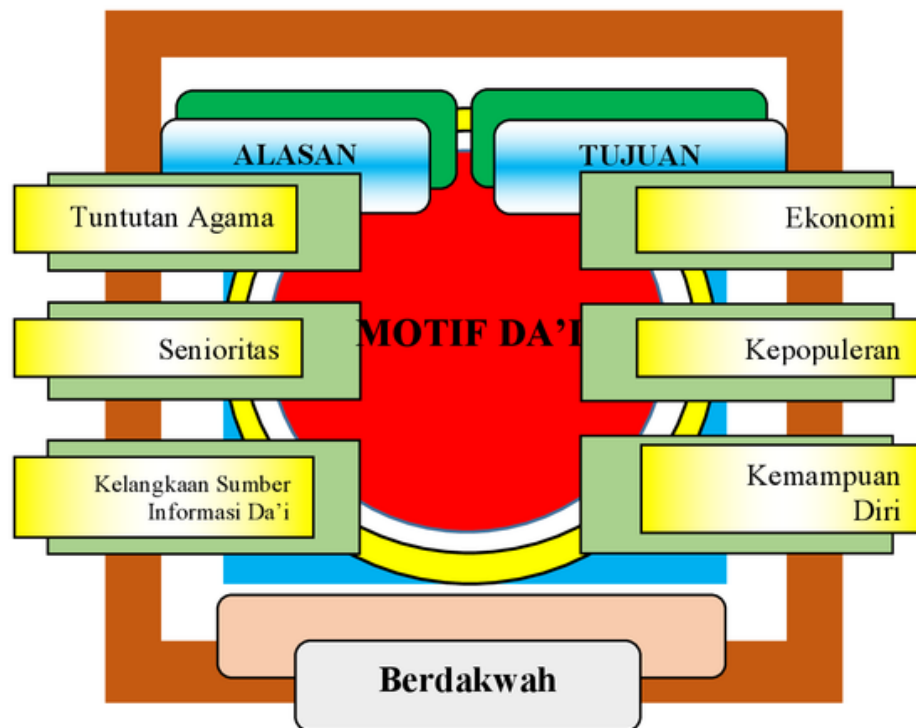 ALASAN
TUJUAN
Tuntutan Agama
Ekonomi
MOTIF DA'I
Senioritas
Kepopuleran
Kelangkaan Sumber
Informasi Da'i
Kemampuan
Diri
Berdakwah